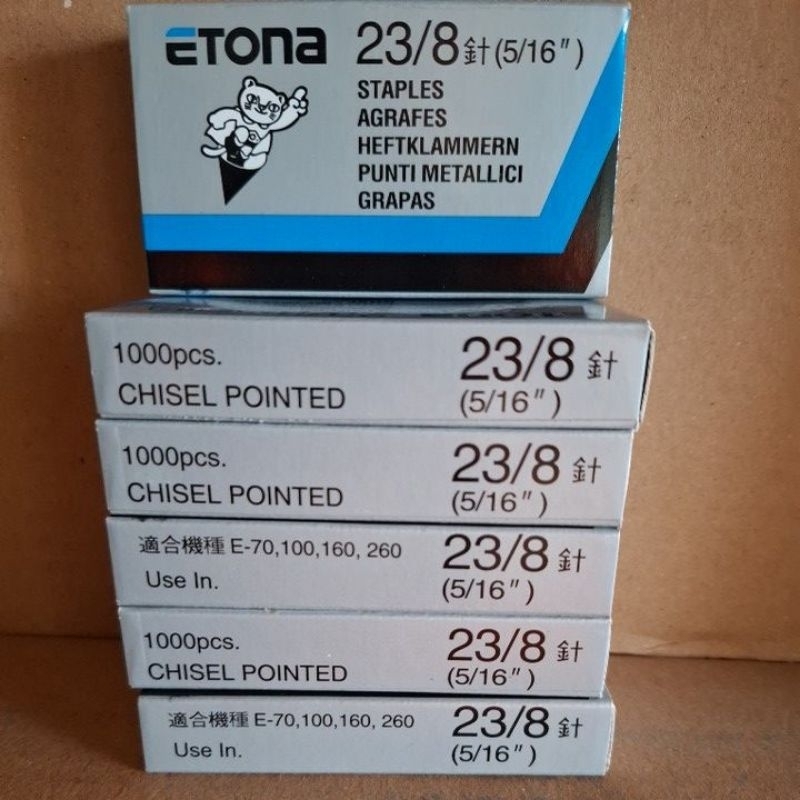 ETONA 23/8針(5/16")
STAPLES
AGRAFES
HEFTKLAMMERN
PUNTI METALLICI
GRAPAS
1000pcs. 23/8針
CHISEL POINTED (5/16")
1000pcs. 23/8針
CHISEL POINTED (5/16")
適合機種 E-70,100,160, 260 23/8針
Use In. (5/16")
1000pcs. 23/8針
CHISEL POINTED (5/16")
適合機種 E-70,100,160, 260 23/8針
Use In. (5/16")